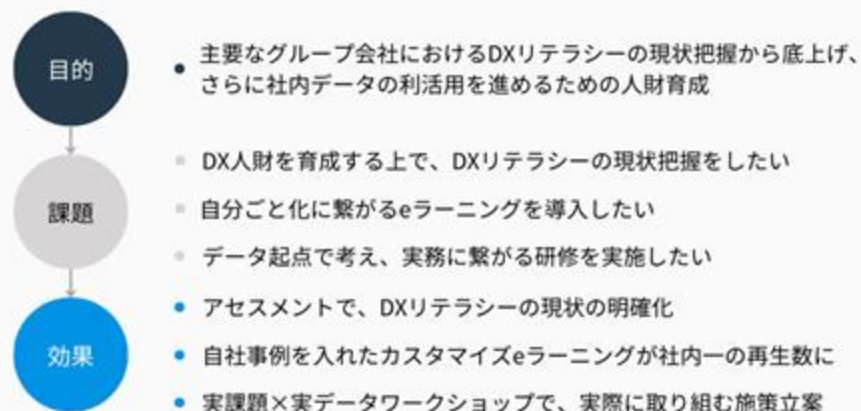 目的
主要なグループ会社におけるDXリテラシーの現状把握から底上げ、
さらに社内データの利活用を進めるための人財育成
課題
DX人財を育成する上で、DXリテラシーの現状把握をしたい
自分ごと化に繋がるeラーニングを導入したい
データ起点で考え、実務に繋がる研修を実施したい
効果
アセスメントで、DXリテラシーの現状の明確化
自社事例を入れたカスタマイズeラーニングが社内一の再生数に
実課題×実データワークショップで、実際に取り組む施策立案